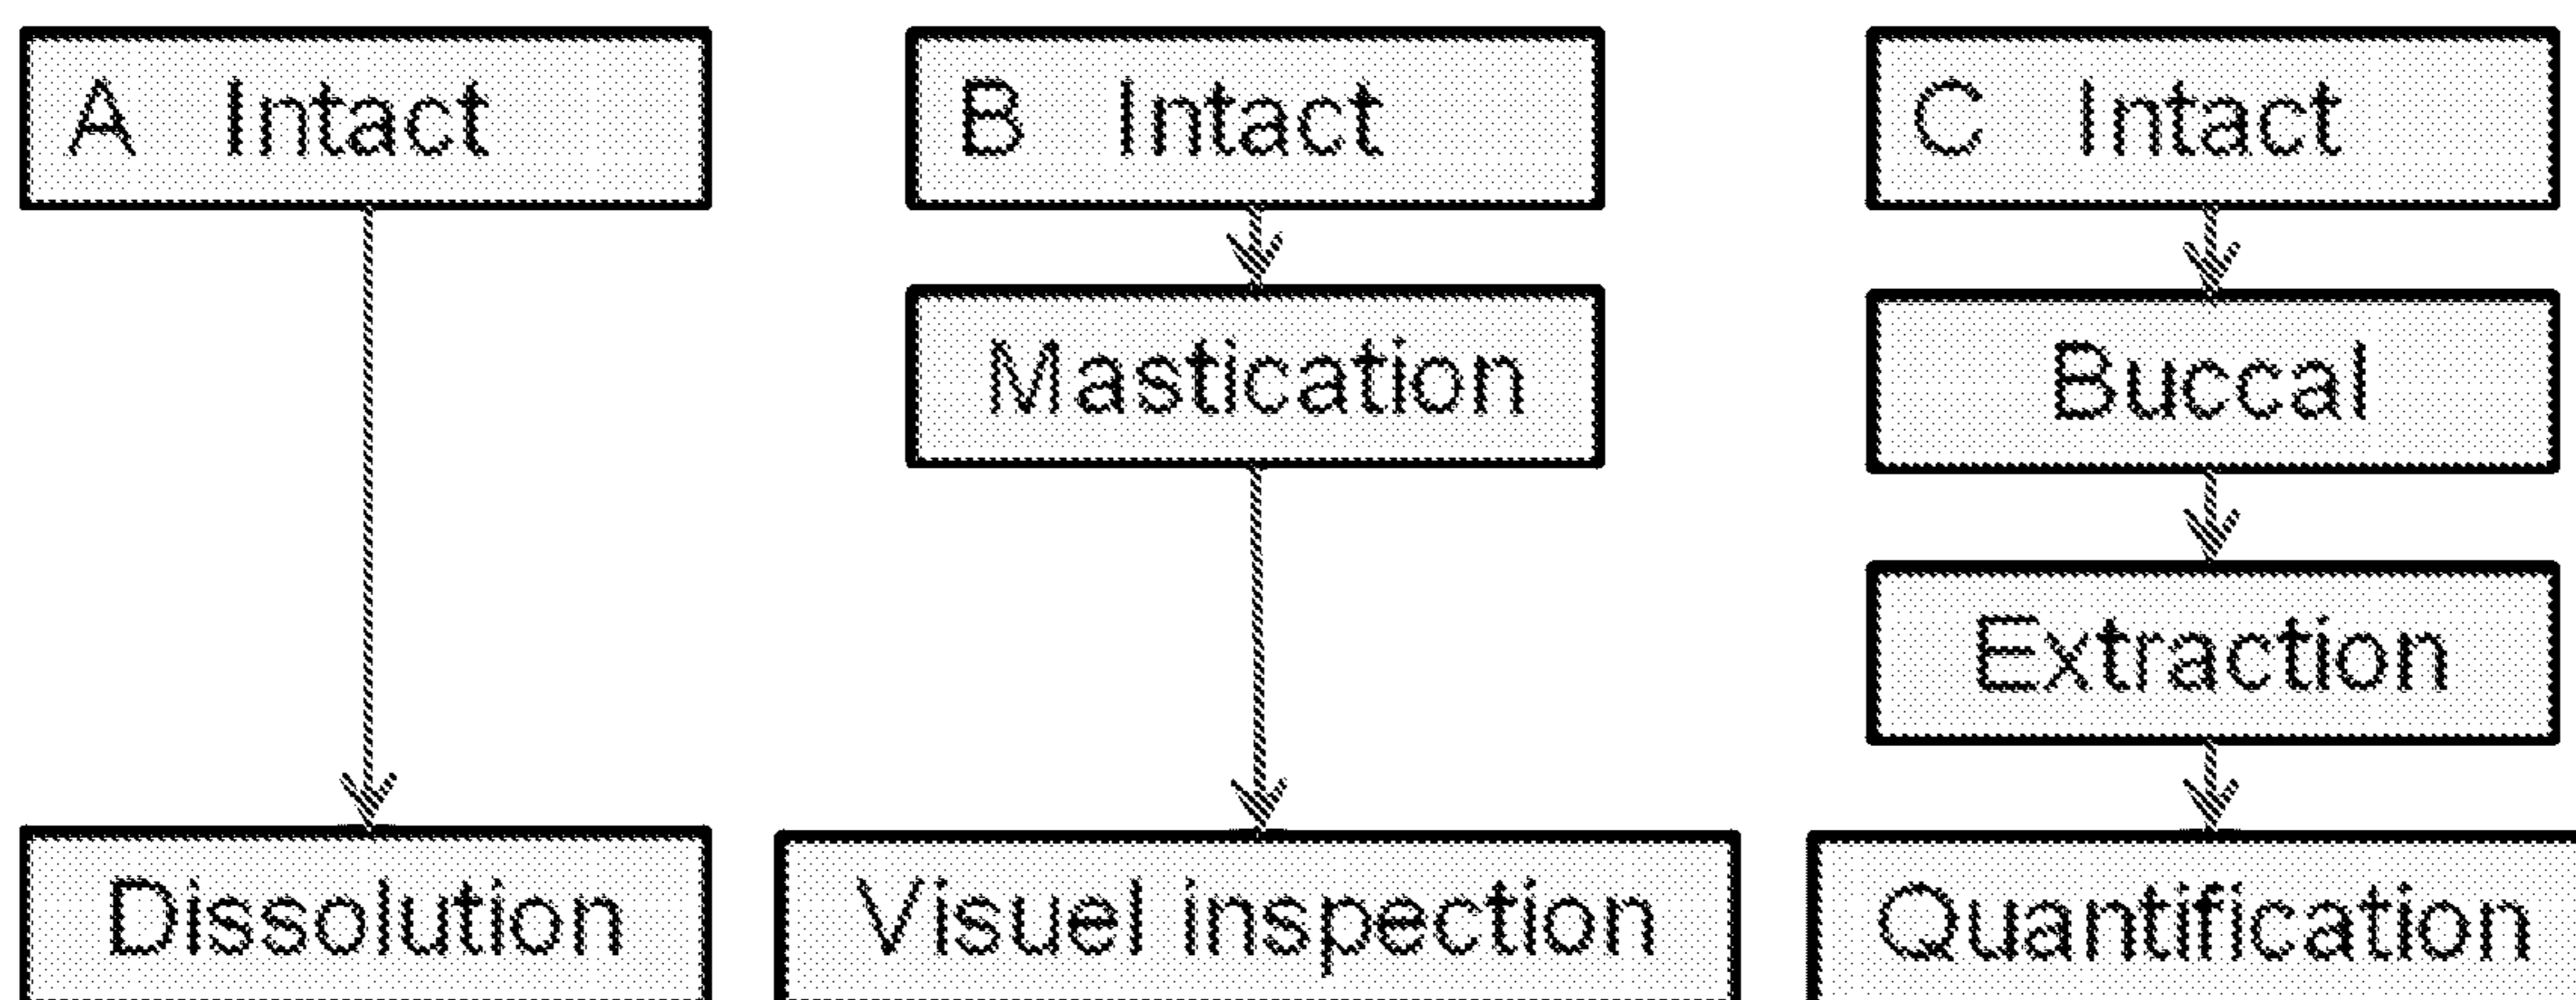 A Intact
Dissolution
B Intact
Mastication
Visuel inspection
C Intact
Buccal
Extraction
Quantification